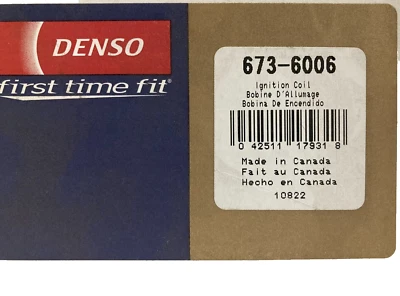 DENSO
first time fit®
673-6006
Ignition Coil
Bobine D'Allumage
Bobina De Encendido
0 42511 17931 8
Made in Canada
Fait au Canada
Hecho en Canada
10822